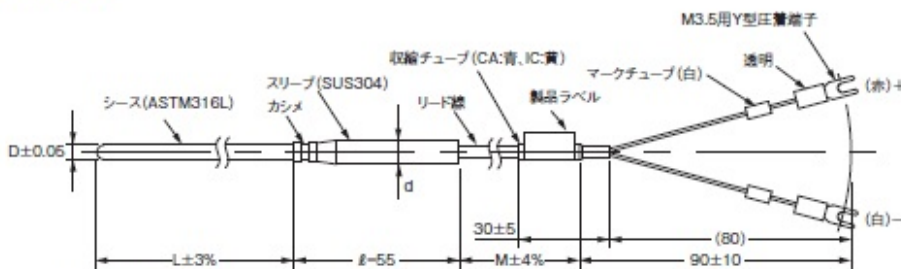 M3.5用Y型圧着端子
収縮チューブ(CA:青、IC:黄)
透明
スリーブ(SUS304)
マークチューブ(白)
(赤)+
シース(ASTM316L)
カシメ
リード線
製品ラベル
D±0.05
d
(白)−
30±5
(80)
L±3%
ℓ=55
M±4%
90±10